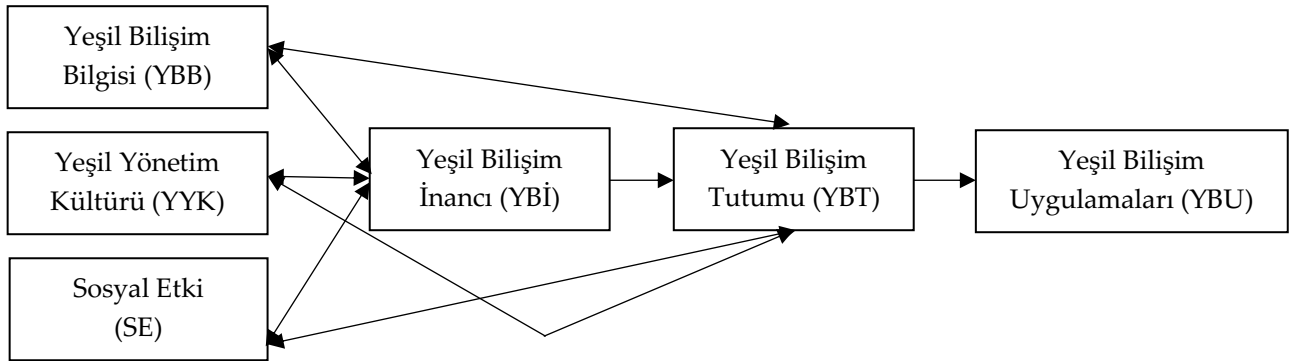 Yeşil Bilişim
Bilgisi (YBB)
Yeşil Yönetim
Kültürü (YYK)
Sosyal Etki
(SE)
Yeşil Bilişim
İnancı (YBİ)
Yeşil Bilişim
Tutumu (YBT)
Yeşil Bilişim
Uygulamaları (YBU)